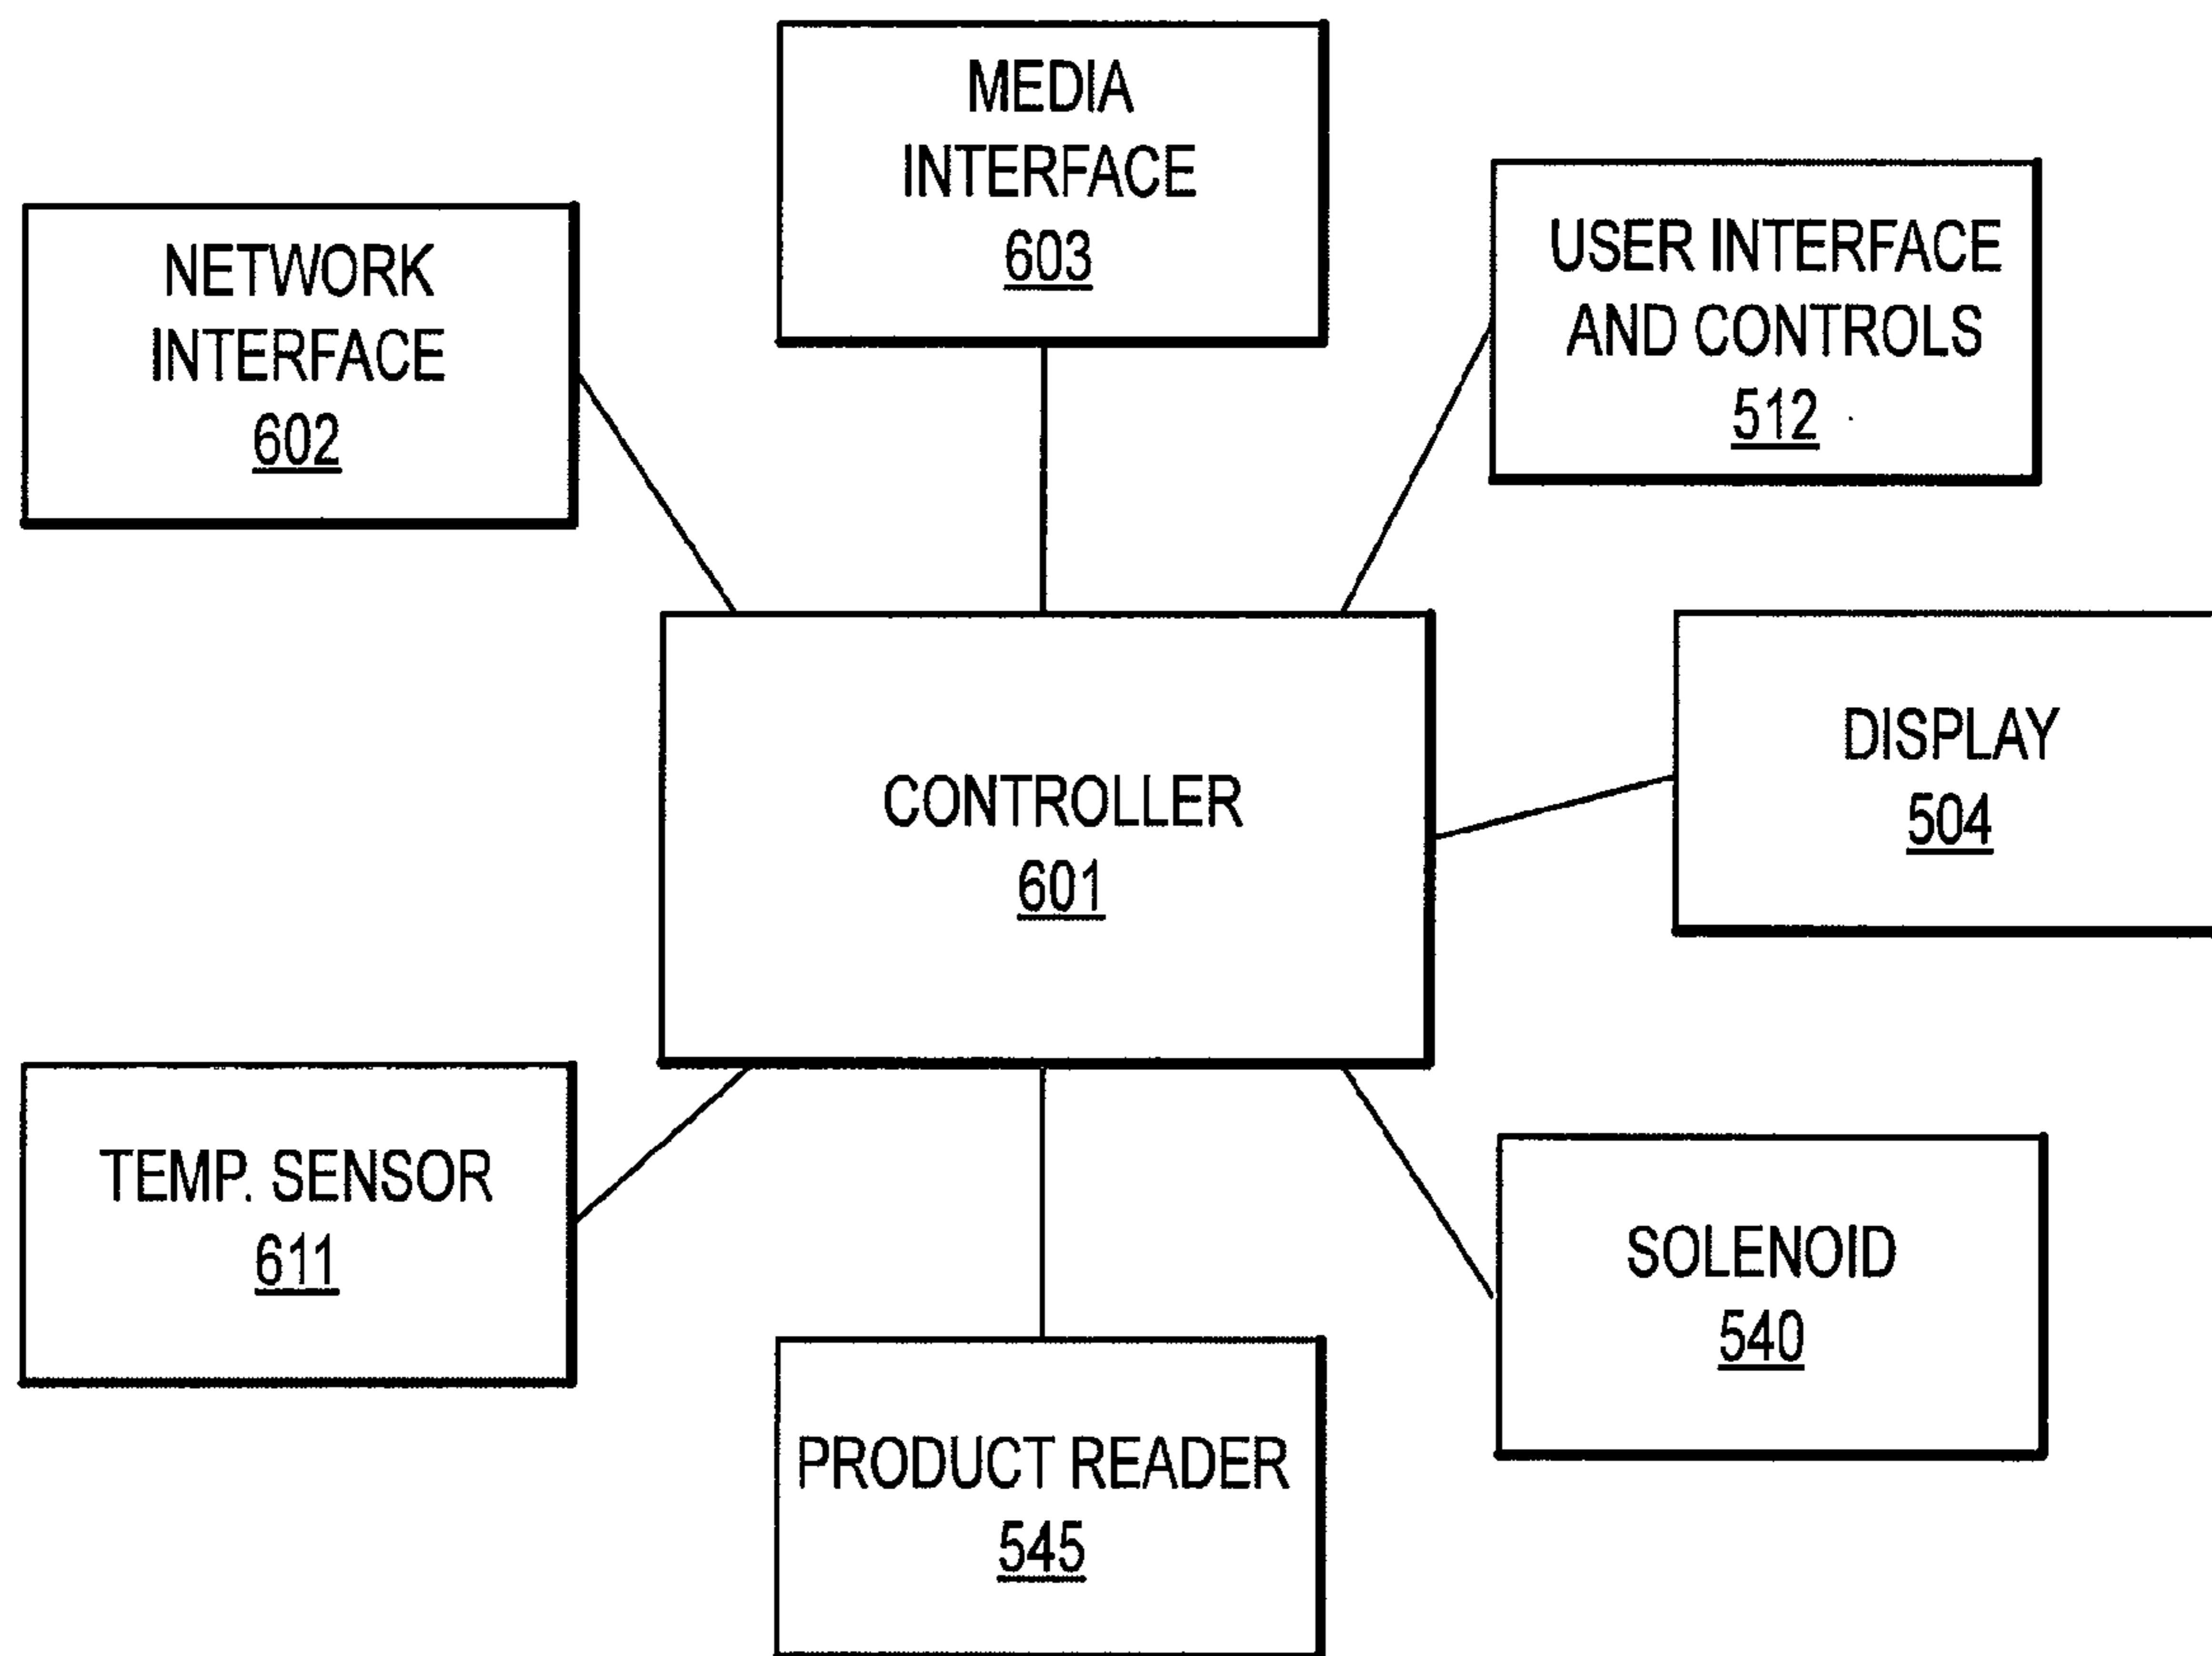 MEDIA
INTERFACE
603
NETWORK
INTERFACE
602
USER INTERFACE
AND CONTROLS
512
CONTROLLER
601
DISPLAY
504
TEMP. SENSOR
611
SOLENOID
540
PRODUCT READER
545